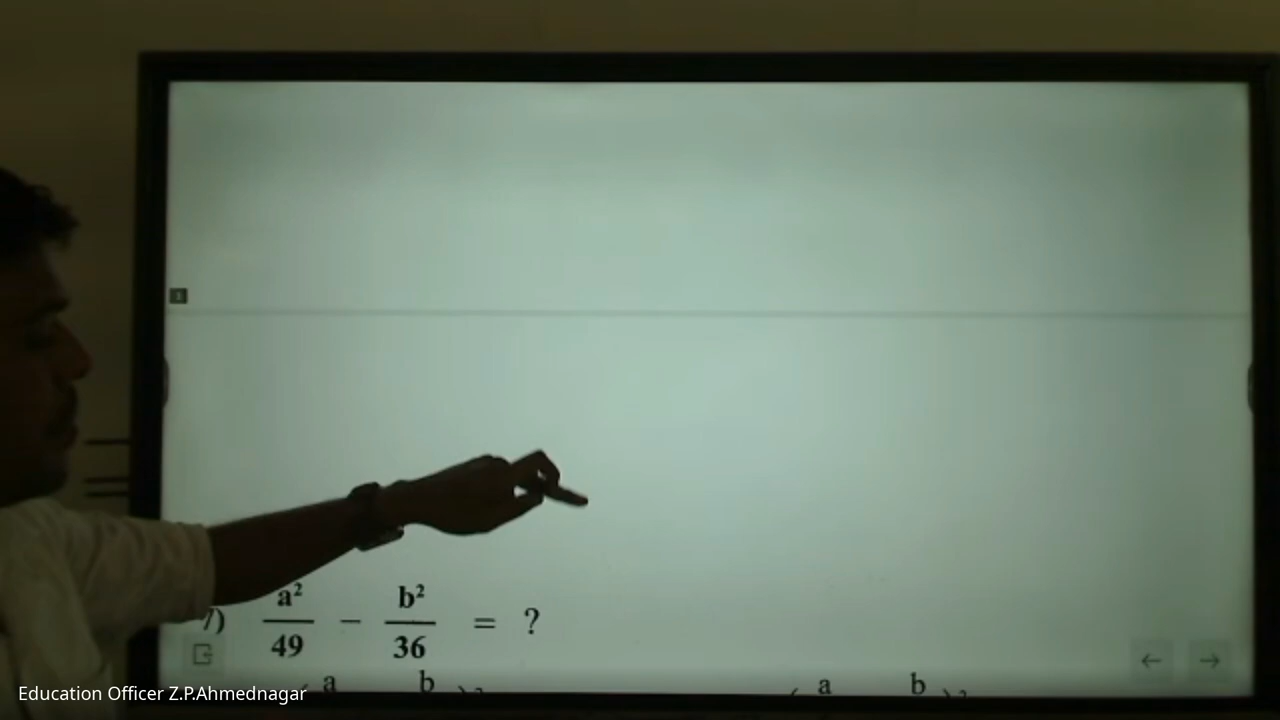 7) a²/49 − b²/36 = ?
a b a b
Education Officer Z.P.Ahmednagar